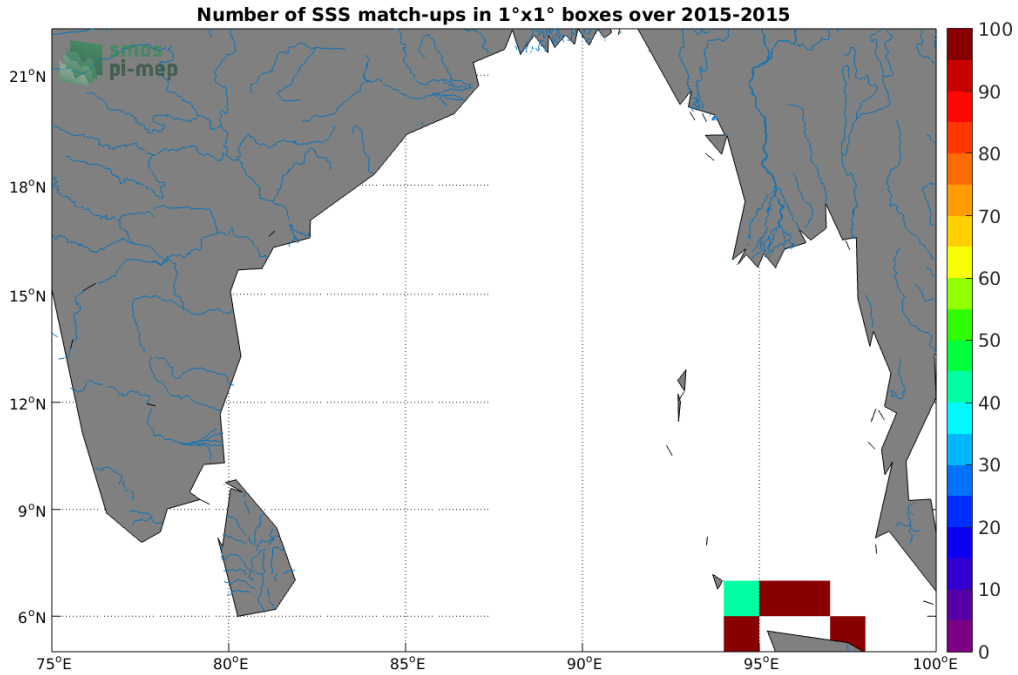 Number of SSS match-ups in 1°x1° boxes over 2015-2015
smos
pi-mep
21°N
18°N
15°N
12°N
9°N
6°N
75°E
80°E
85°E
90°E
95°E
100°E
100
90
80
70
60
50
40
30
20
10
0